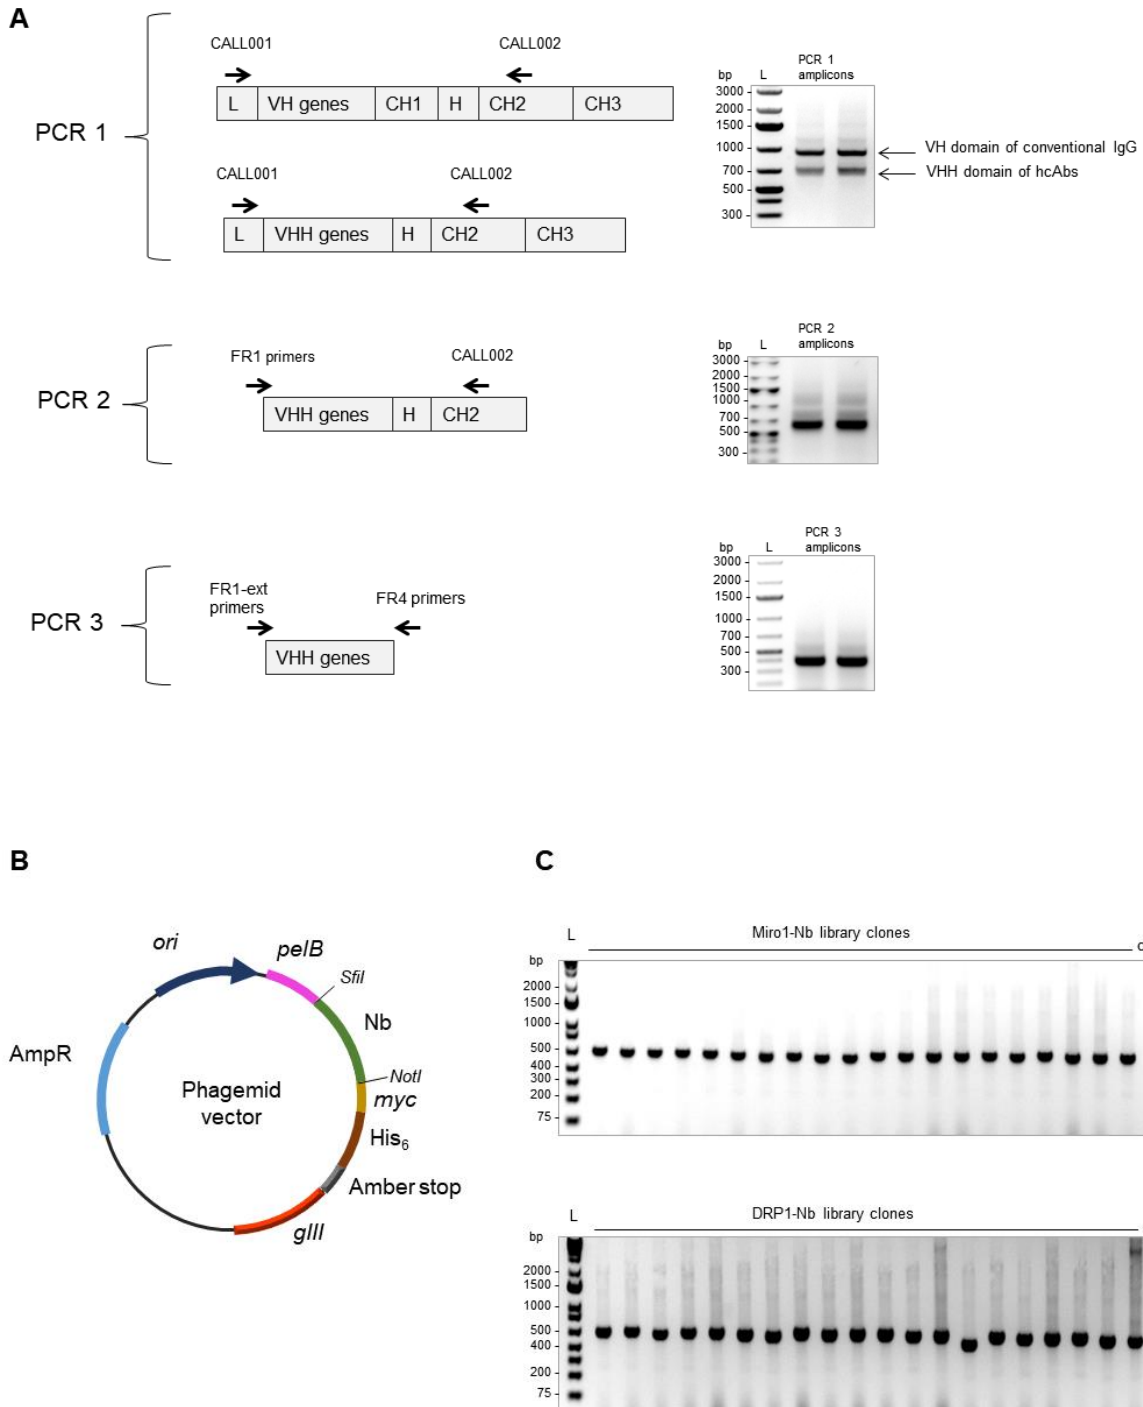 A
PCR 1
CALL001
CALL002
L VH genes CH1 H CH2 CH3
CALL001
CALL002
L VHH genes H CH2 CH3
bp L PCR 1
amplicons
3000
2000
1500
1000
700
500
300
VH domain of conventional IgG
VHH domain of hcAbs
PCR 2
FR1 primers
CALL002
VHH genes H CH2
bp L PCR 2
amplicons
3000
2000
1500
1000
700
500
300
PCR 3
FR1-ext
primers
FR4 primers
VHH genes
bp L PCR 3
amplicons
3000
2000
1500
1000
700
500
300
B
ori
pelB
SfiI
Nb
NotI
myc
His6
Amber stop
gIII
AmpR
Phagemid
vector
C
L Miro1-Nb library clones
bp
2000
1500
1000
500
400
300
200
75
L DRP1-Nb library clones
bp
2000
1500
1000
500
400
200
75